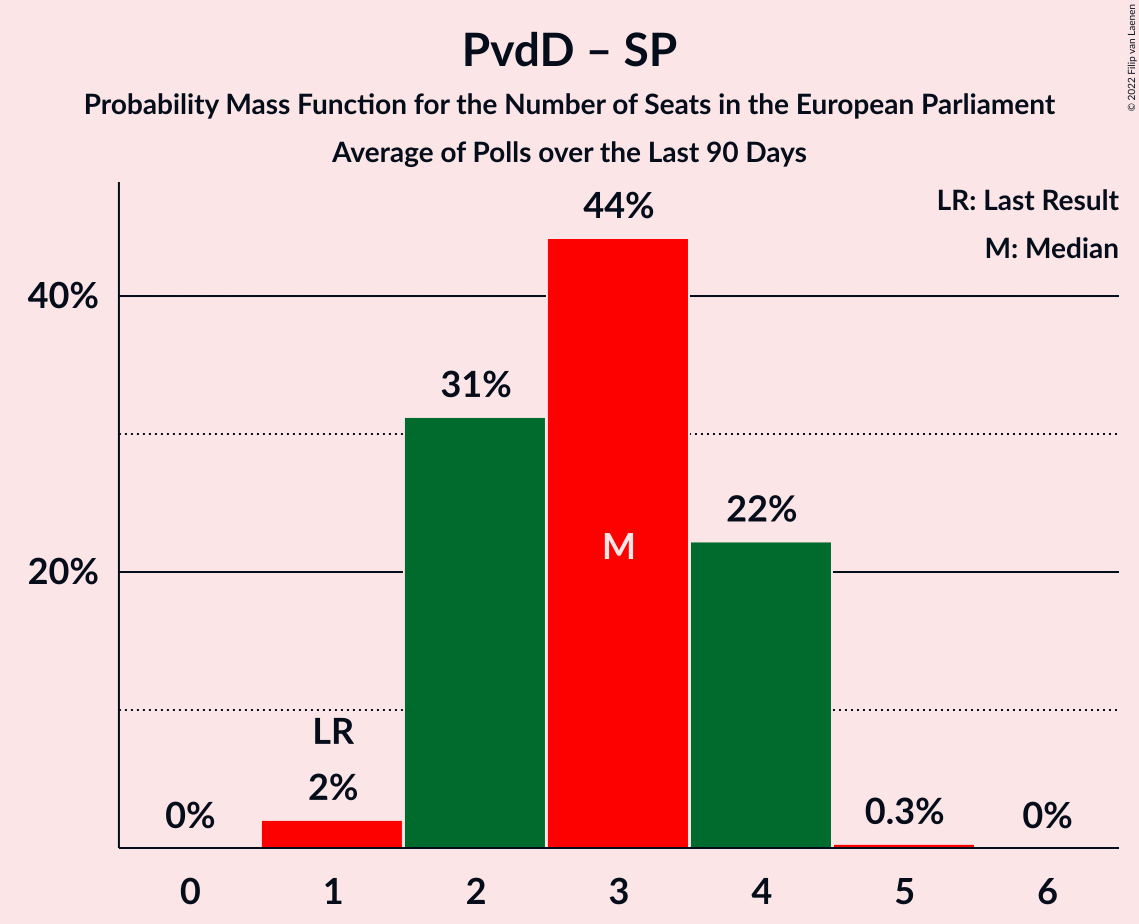 PvdD – SP
Probability Mass Function for the Number of Seats in the European Parliament
Average of Polls over the Last 90 Days
© 2022 Filip van Laenen
LR: Last Result
M: Median
44%
40%
31%
22%
M
20%
LR
2%
0%
0.3%
0%
0 1 2 3 4 5 6